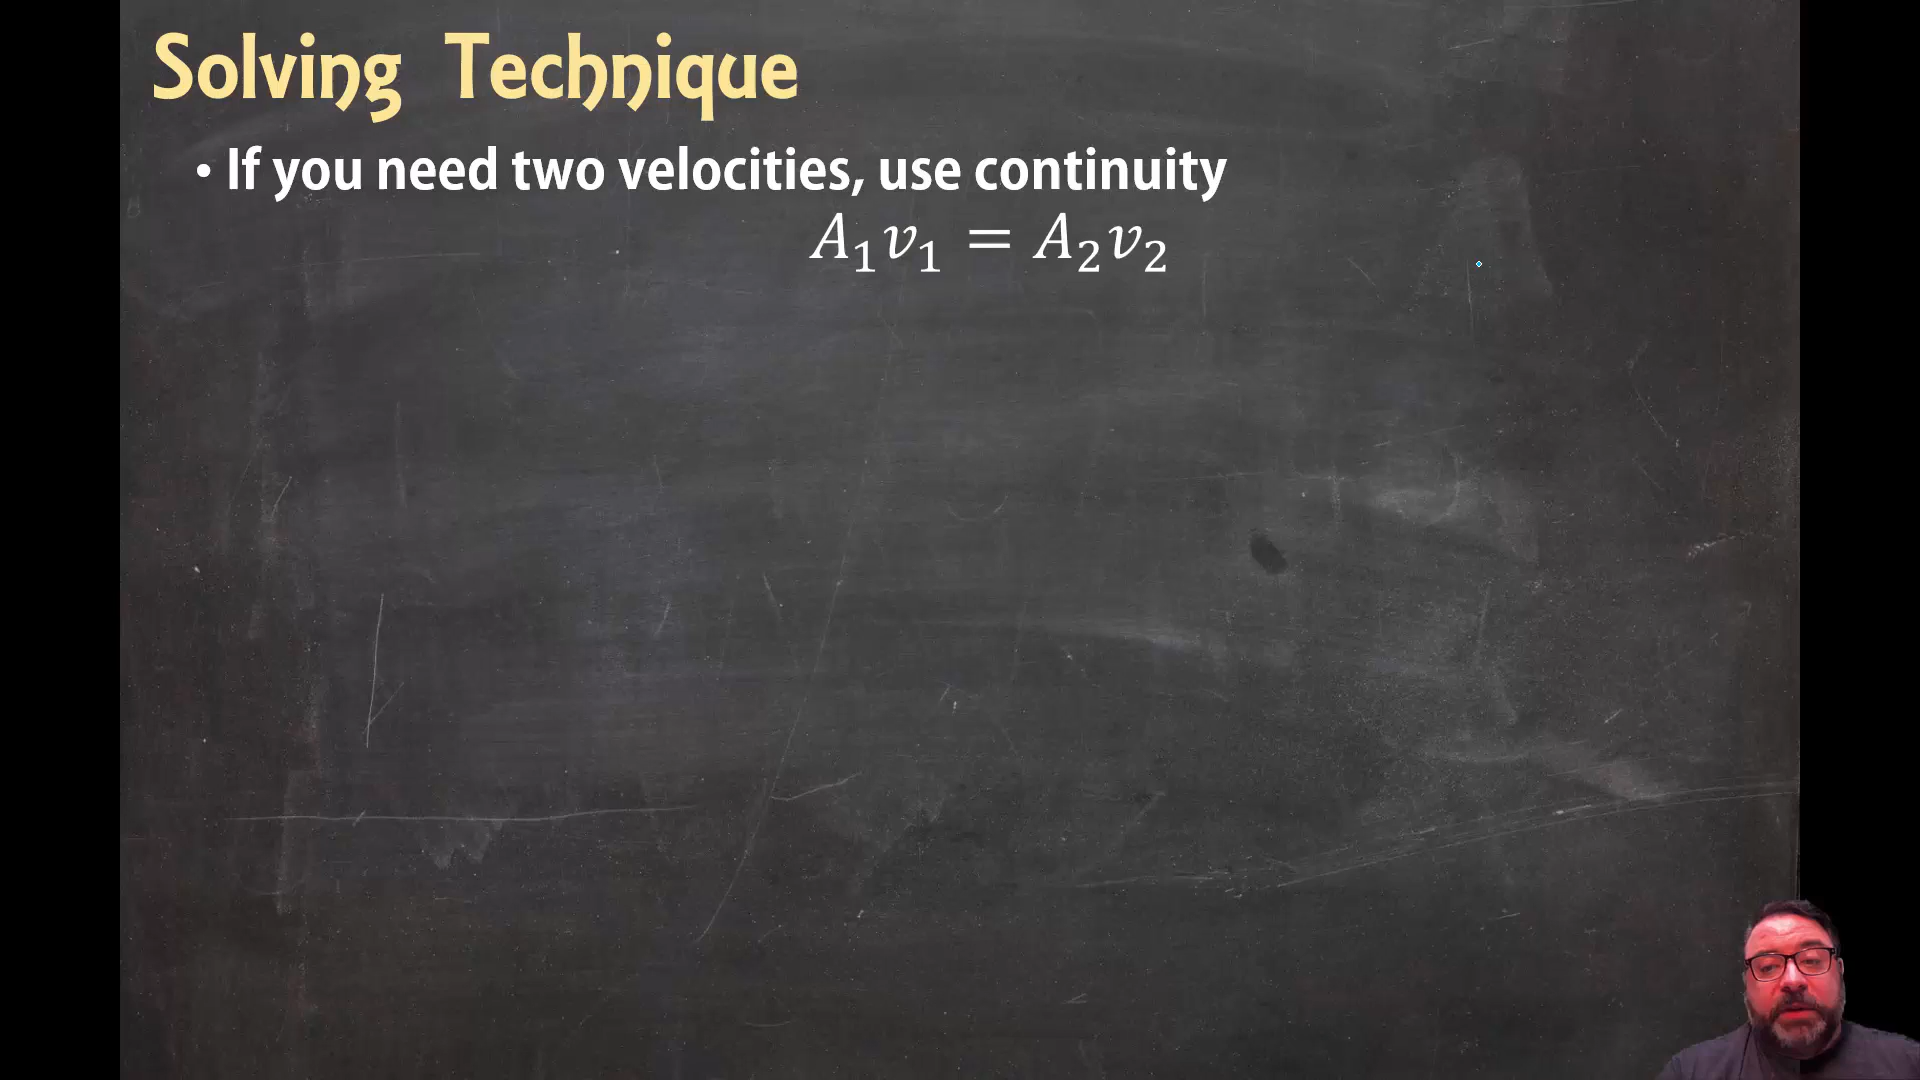 Solving Technique
• If you need two velocities, use continuity
A₁v₁ = A₂v₂